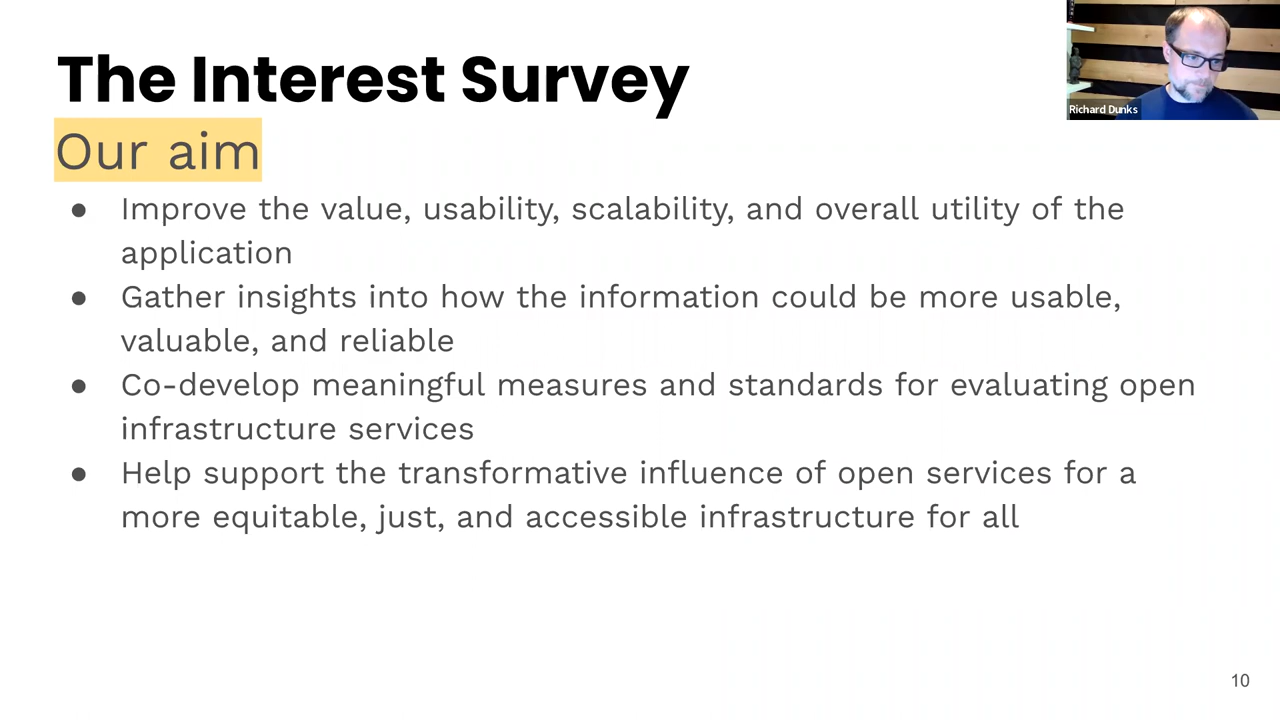 The Interest Survey
Richard Dunks
Our aim
● Improve the value, usability, scalability, and overall utility of the
application
● Gather insights into how the information could be more usable,
valuable, and reliable
● Co-develop meaningful measures and standards for evaluating open
infrastructure services
● Help support the transformative influence of open services for a
more equitable, just, and accessible infrastructure for all
10